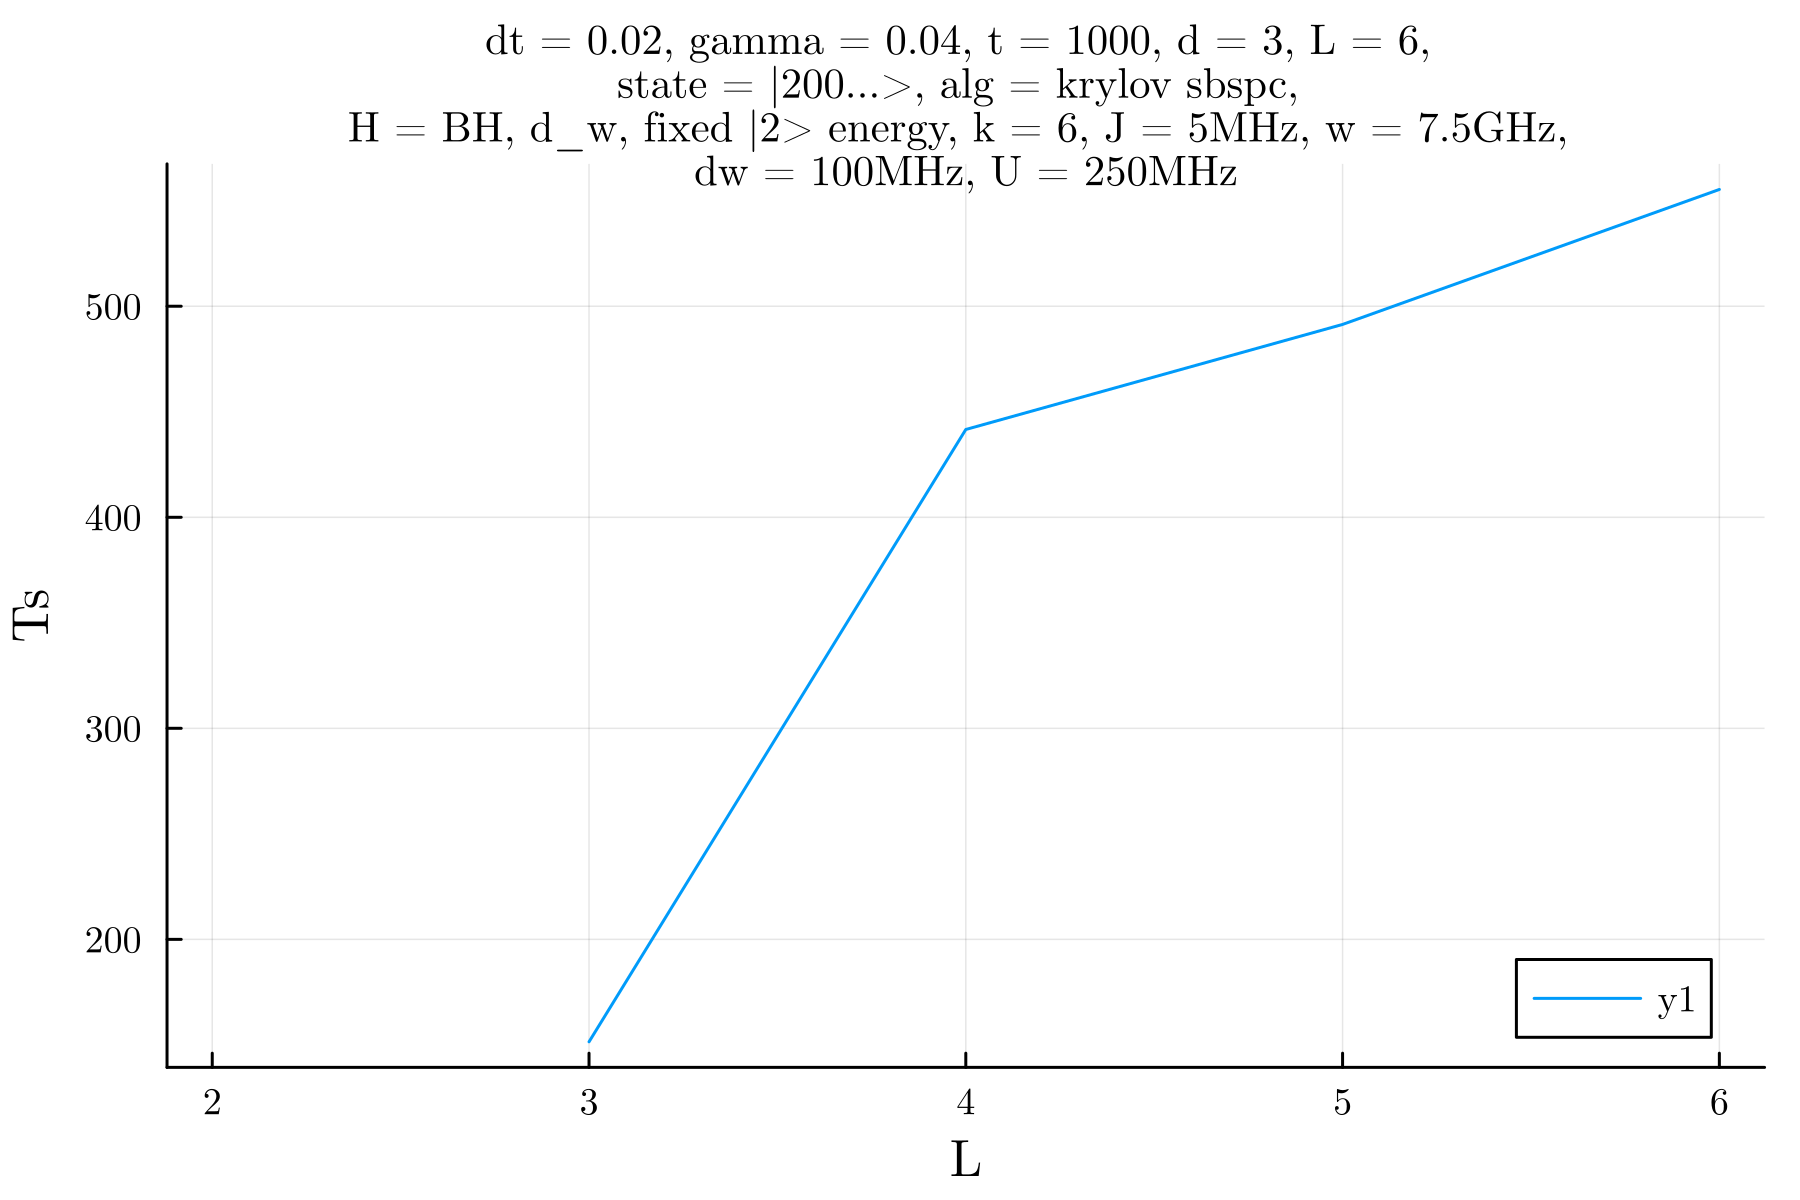 dt = 0.02, gamma = 0.04, t = 1000, d = 3, L = 6,
state = |200...>, alg = krylov sbspc,
H = BH, d_w, fixed |2> energy, k = 6, J = 5MHz, w = 7.5GHz,
dw = 100MHz, U = 250MHz
500
400
300
200
Ts
y1
2 3 4 5 6
L